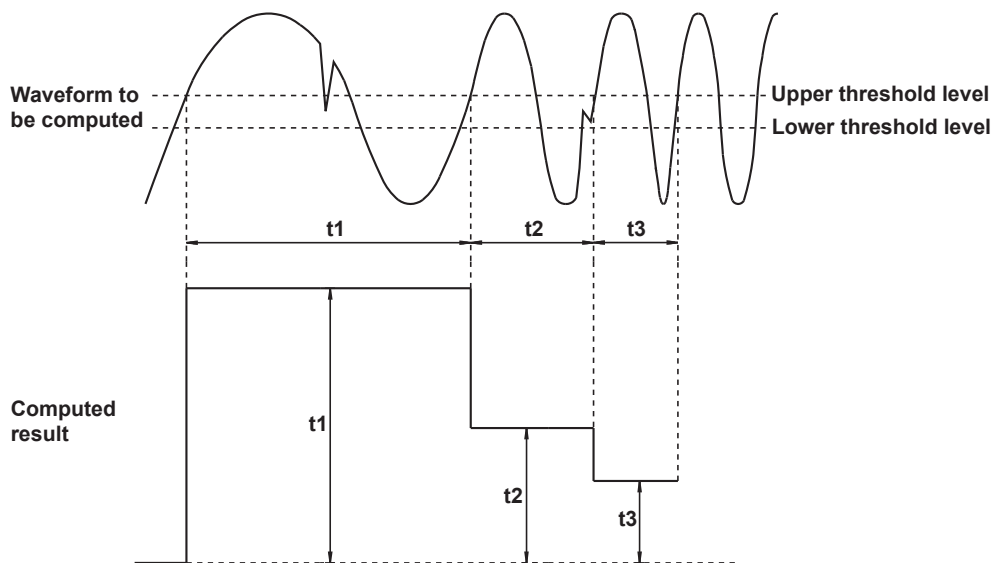 Waveform to
be computed
Upper threshold level
Lower threshold level
t1
t2
t3
Computed
result
t1
t2
t3